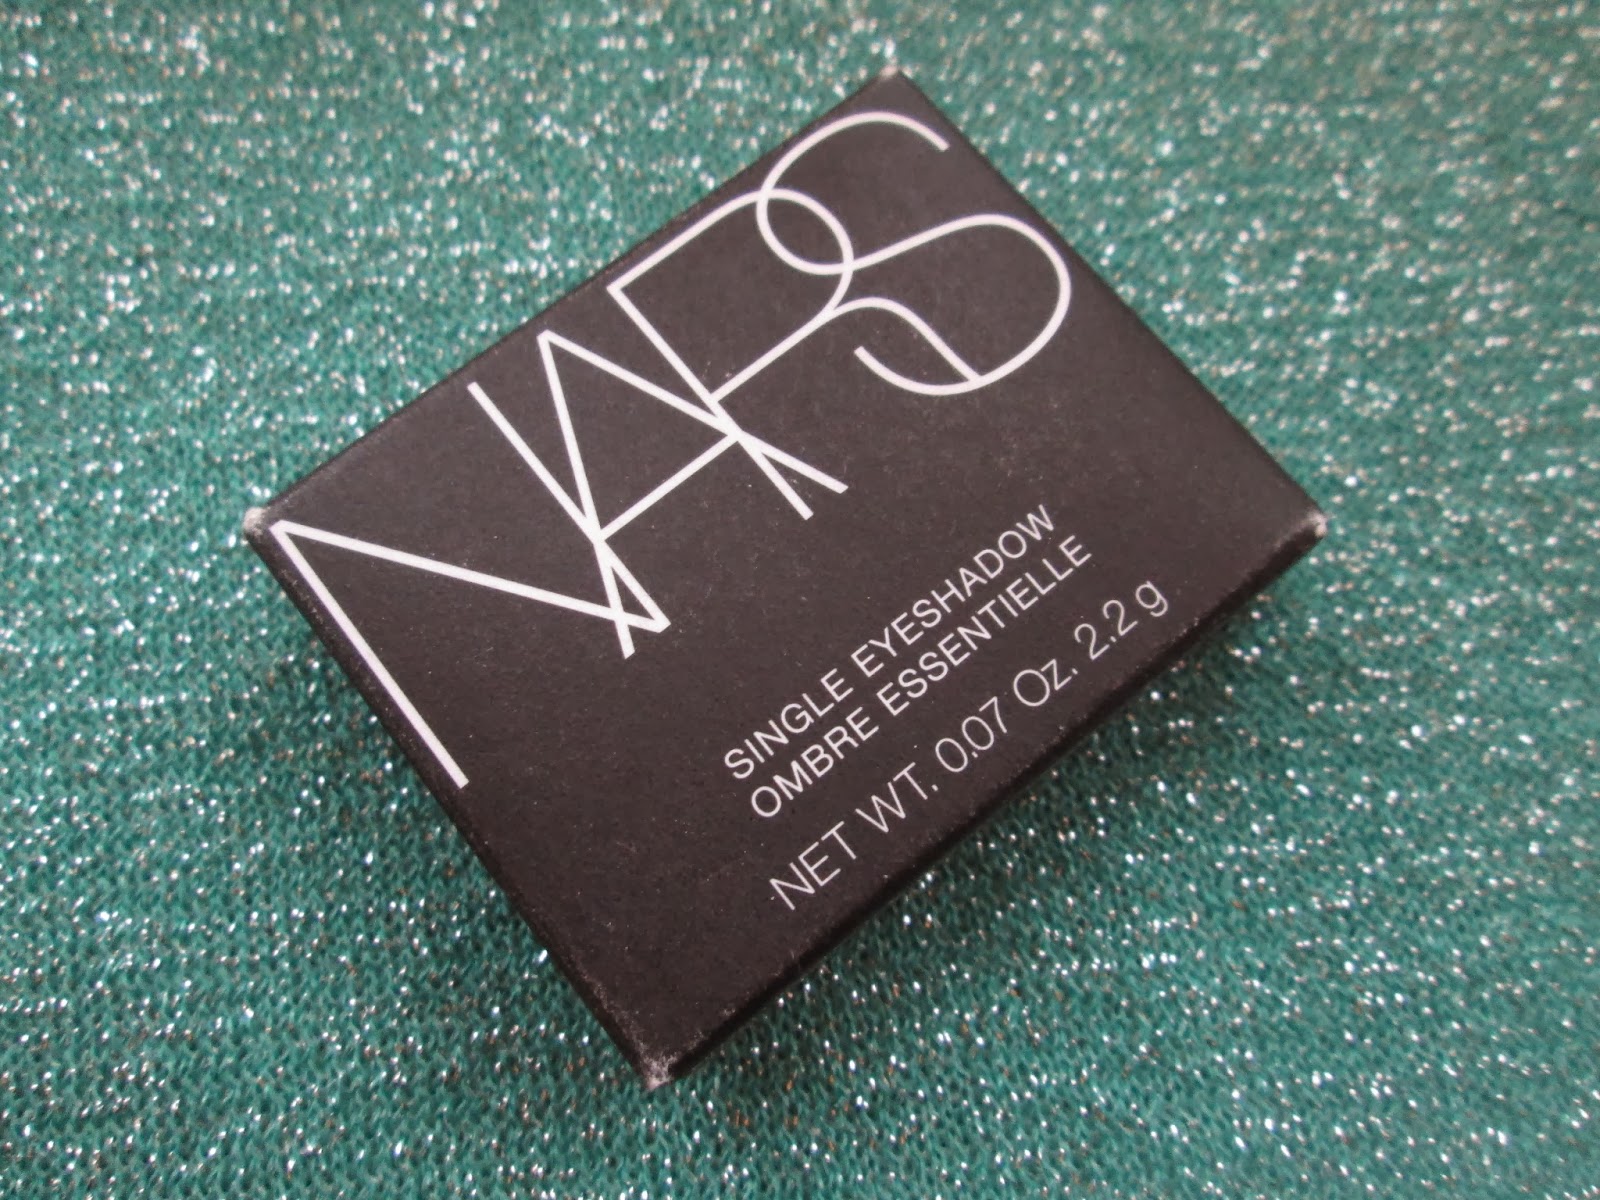 NARS
SINGLE EYESHADOW
OMBRE ESSENTIELLE
NET WT. 0.07 Oz. 2.2 g